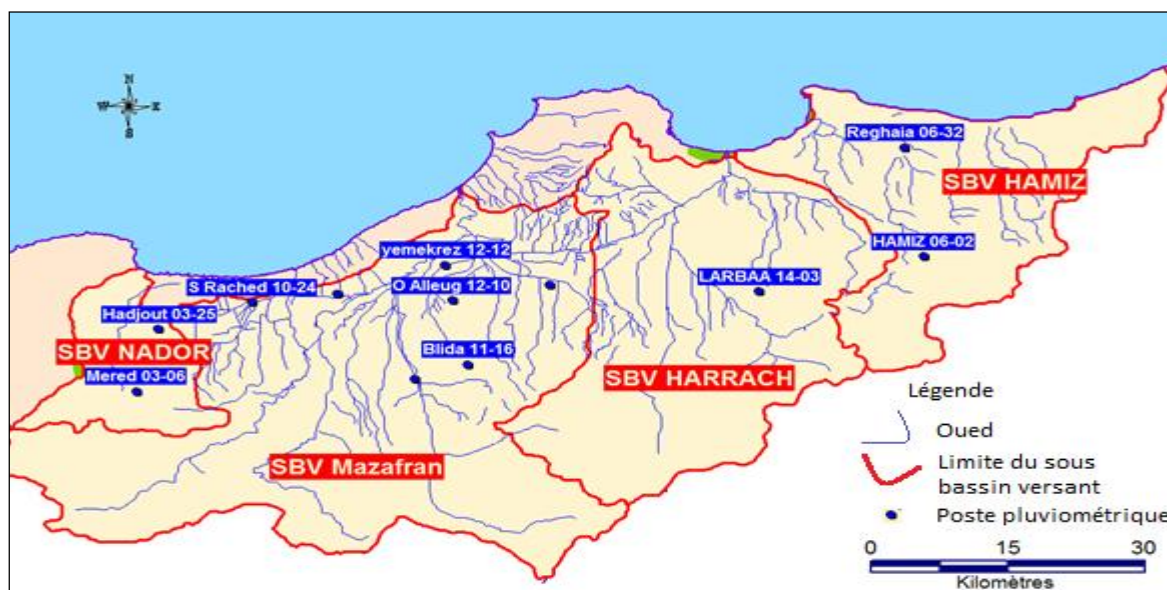 N
W E
S
Reghaia 06-32
SBV HAMIZ
HAMIZ 06-02
yemekrez 12-12
LARBAA 14-03
S Rached 10-24
O Alleug 12-10
Hadjout 03-25
SBV NADOR
Blida 11-16
Mered 03-06
SBV HARRACH
SBV Mazafran
Légende
Oued
Limite du sous
bassin versant
Poste pluviométrique
0 15 30
Kilomètres